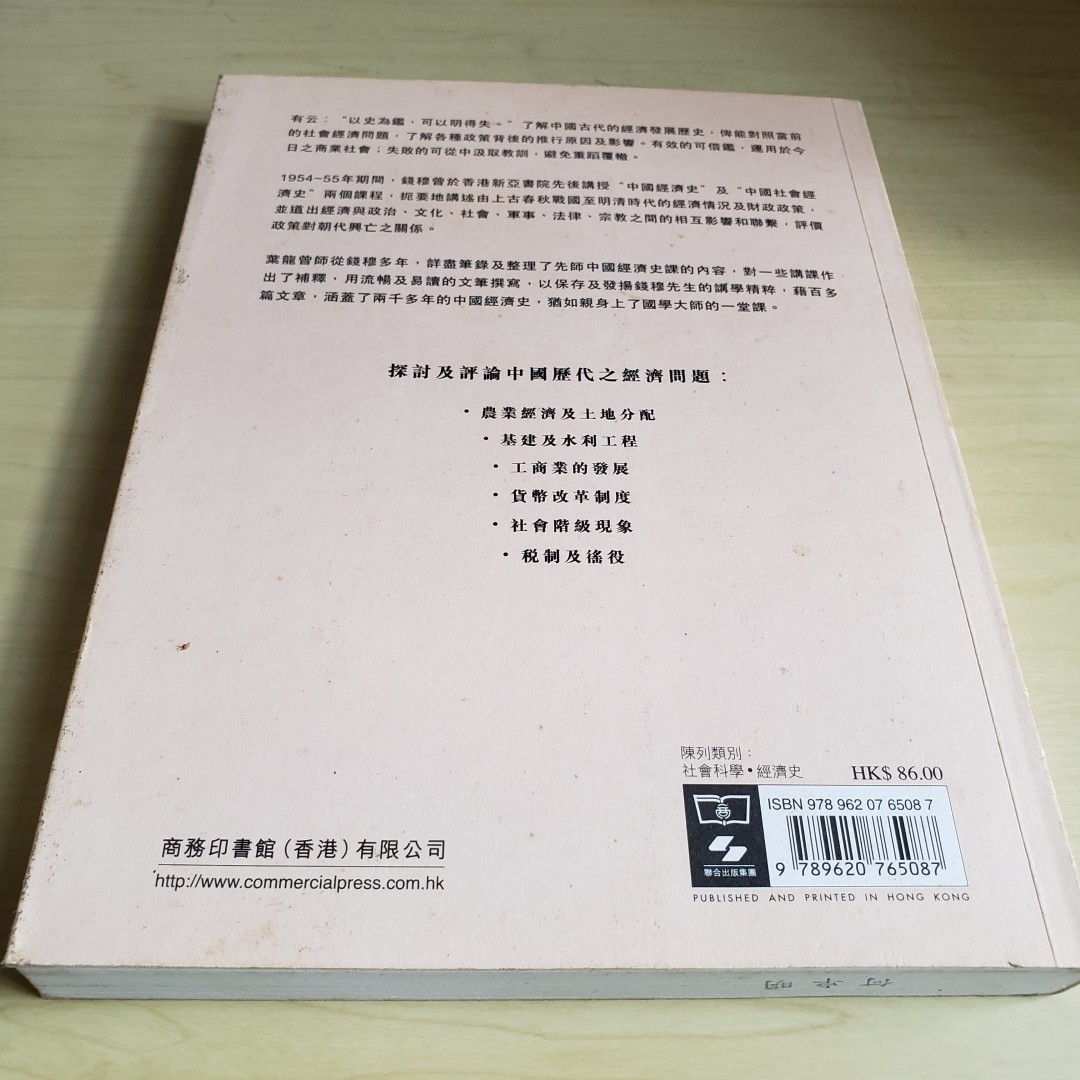 有云：“以史為鑑，可以明得失。”了解中國古代的經濟發展歷史，俾能對照當前
的社會經濟問題，了解各種政策背後的推行原因及影響。有效的可借鑑，運用於今
日之商業社會；失敗的可從中汲取教訓，避免重蹈覆轍。
1954-55年期間，錢穆曾於香港新亞書院先後講授“中國經濟史”及“中國社會經
濟史”兩個課程，扼要地講述由上古春秋戰國至明清時代的經濟情況及財政政策，
並道出經濟與政治、文化、社會、軍事、法律、宗教之間的相互影響和聯繫，評價
政策對朝代興亡之關係。
葉龍曾師從錢穆多年，詳盡筆錄及整理了先師中國經濟史課的內容，對一些講課作
出了補釋，用流暢及易讀的文筆撰寫，以保存及發揚錢穆先生的講學精粹，藉百多
篇文章，涵蓋了兩千多年的中國經濟史，猶如親身上了國學大師的一堂課。
探討及評論中國歷代之經濟問題：
•農業經濟及土地分配
•基建及水利工程
•工商業的發展
•貨幣改革制度
•社會階級現象
•稅制及徭役
陳列類別：
社會科學•經濟史 HK$ 86.00
ISBN 978 962 07 6508 7
聯合出版集團
9 789620 765087
PUBLISHED AND PRINTED IN HONG KONG
商務印書館（香港）有限公司
http://www.commercialpress.com.hk